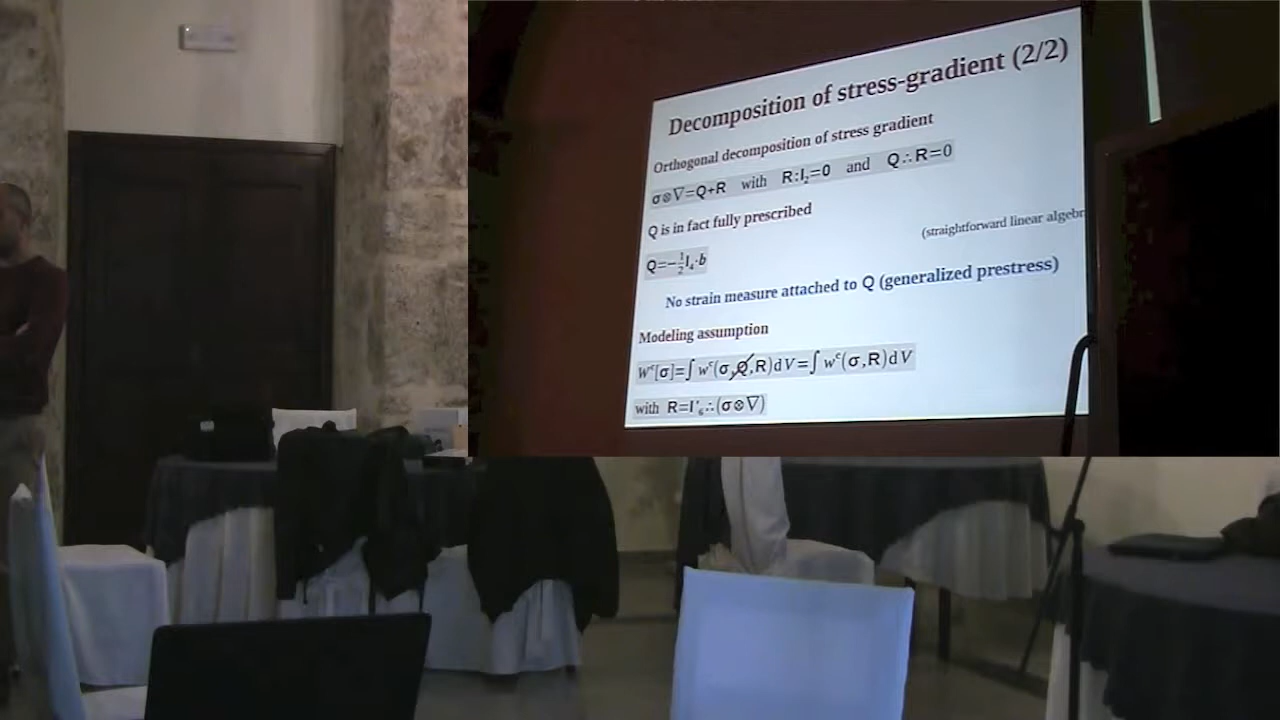 Decomposition of stress-gradient (2/2)
Orthogonal decomposition of stress gradient
σ⊗∇=Q+R with R:I₂=0 and Q∴R=0
Q is in fact fully prescribed
(straightforward linear algebr
Q=-½I₄·b
No strain measure attached to Q (generalized prestress)
Modeling assumption
Wᶜ[σ]=∫wᶜ(σ,Q,R)dV=∫wᶜ(σ,R)dV
with R=I'₆∴(σ⊗∇)